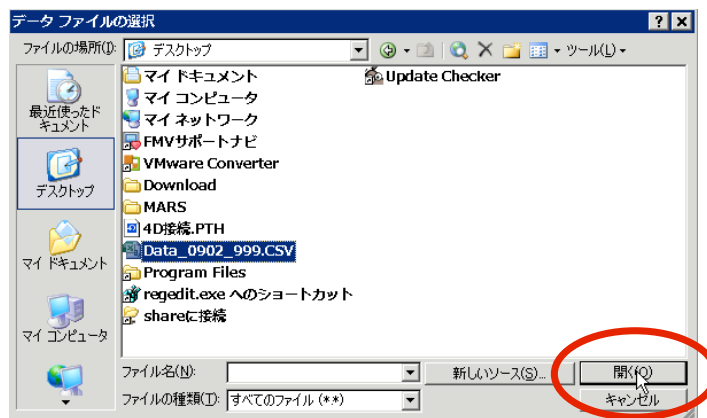 データ ファイルの選択
ファイルの場所(I):
デスクトップ
ツール(L)
最近使ったドキュメント
デスクトップ
マイ ドキュメント
マイ コンピュータ
マイ ドキュメント
マイ コンピュータ
マイ ネットワーク
FMVサポートナビ
VMware Converter
Download
MARS
4D接続.PTH
Data_0902_999.CSV
Program Files
regedit.exe へのショートカット
shareに接続
Update Checker
ファイル名(N):
新しいソース(S)...
開く(O)
ファイルの種類(T):
すべてのファイル (*.*)
キャンセル